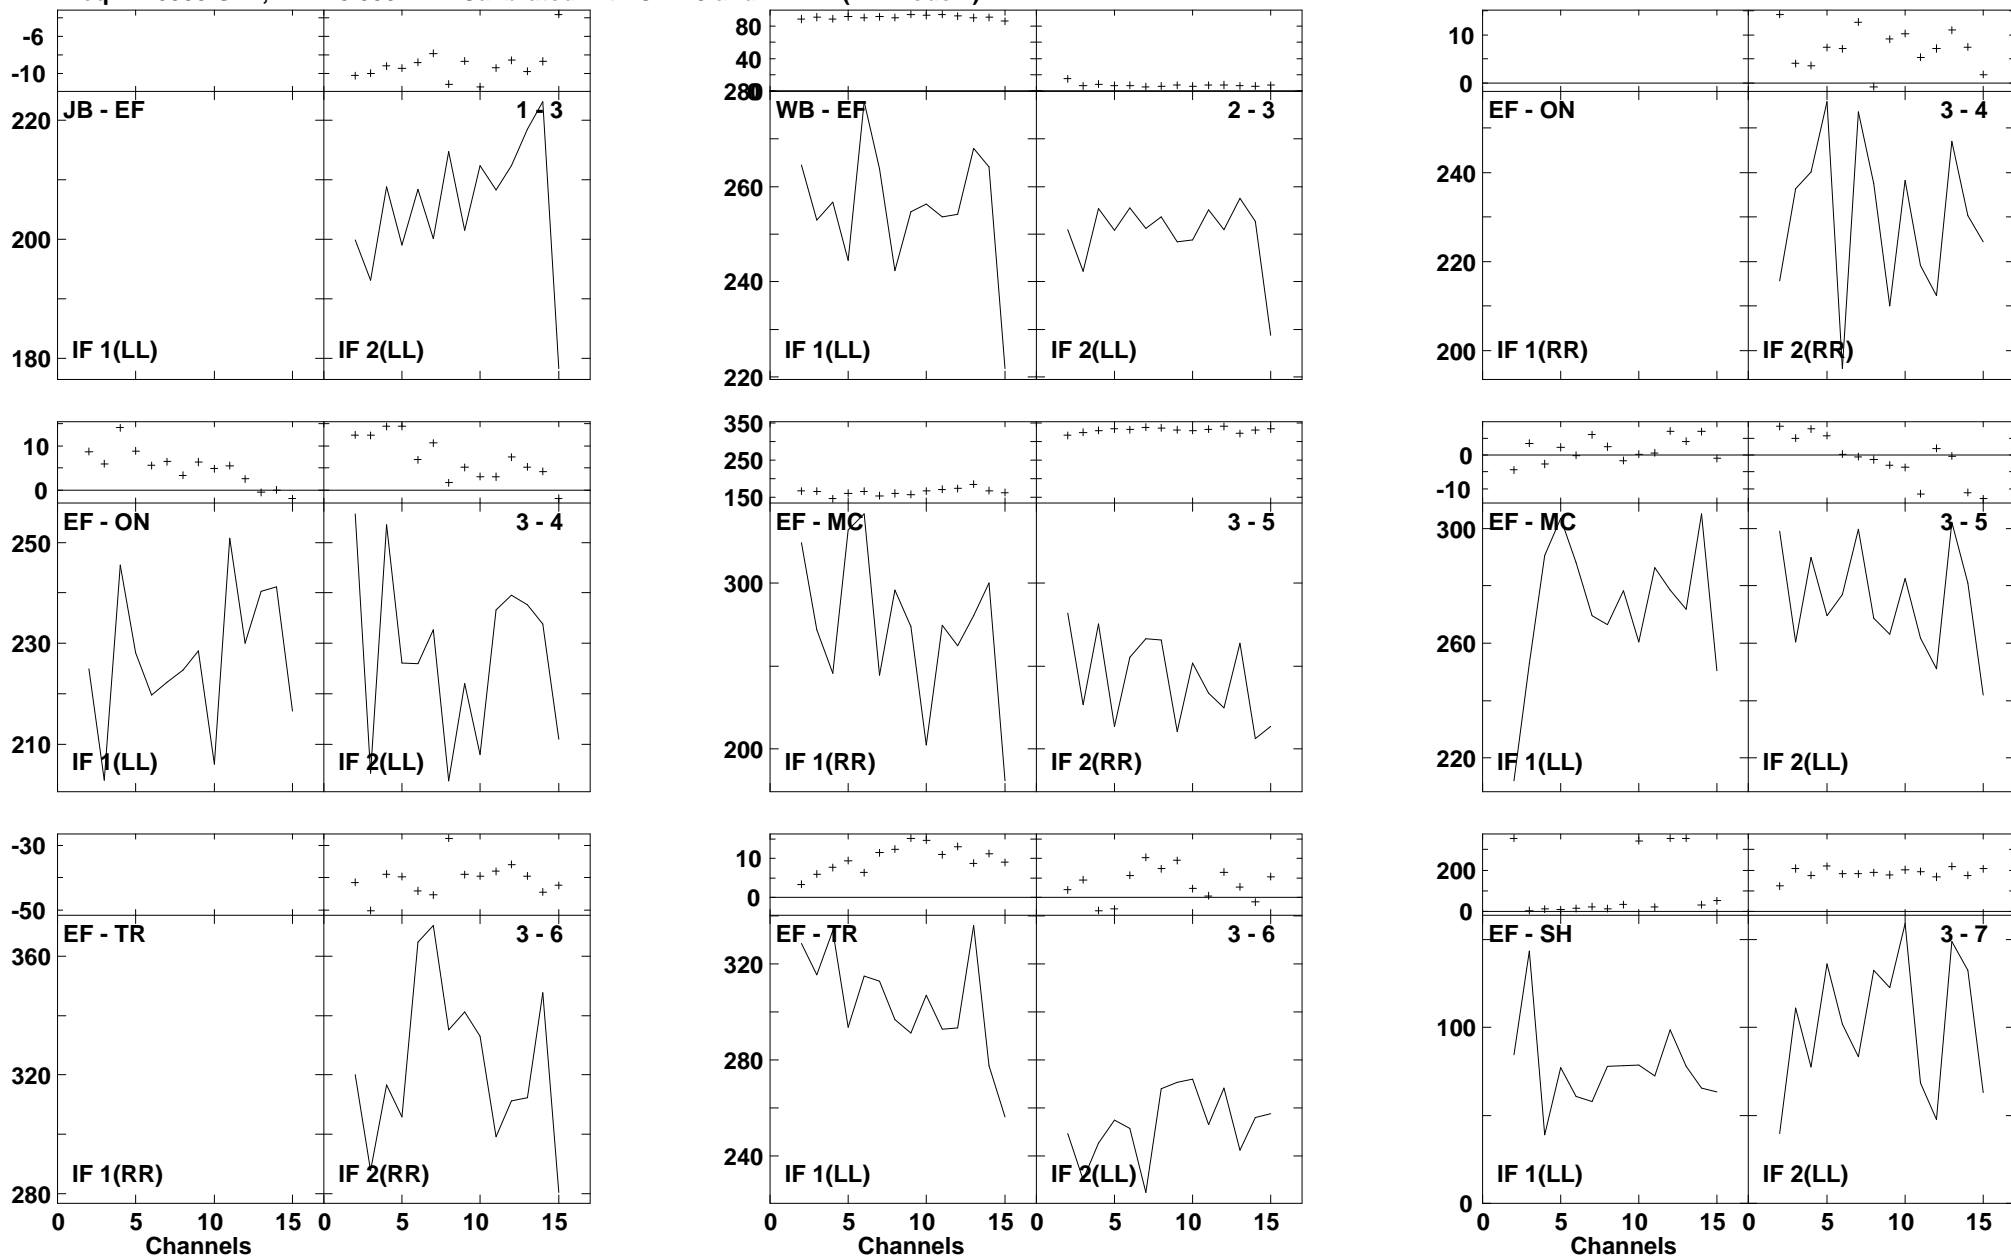 -6
-10
JB - EF 1 - 3
220
200
180
IF 1(LL) IF 2(LL)
80
40
0
280
WB - EF 2 - 3
260
240
220
IF 1(LL) IF 2(LL)
10
0
EF - ON 3 - 4
240
220
200
IF 1(RR) IF 2(RR)
10
0
EF - ON 3 - 4
250
230
210
IF 1(LL) IF 2(LL)
350
250
150
EF - MC 3 - 5
300
200
IF 1(RR) IF 2(RR)
0
-10
EF - MC 3 - 5
300
260
220
IF 1(LL) IF 2(LL)
-30
-50
EF - TR 3 - 6
360
320
280
IF 1(RR) IF 2(RR)
0 5 10 15 0 5 10 15
Channels
10
0
EF - TR 3 - 6
320
280
240
IF 1(LL) IF 2(LL)
0 5 10 15 0 5 10 15
Channels
200
0
EF - SH 3 - 7
100
0
IF 1(LL) IF 2(LL)
0 5 10 15 0 5 10 15
Channels